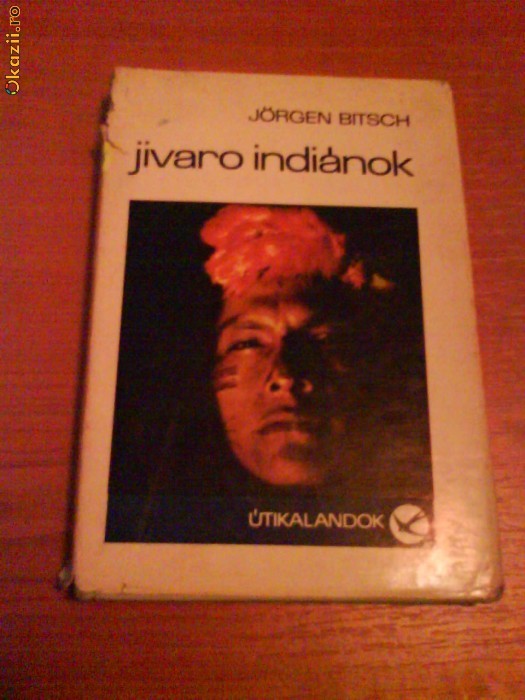 Okazii.ro
JÖRGEN BITSCH
jivaro indiánok
ÚTIKALANDOK